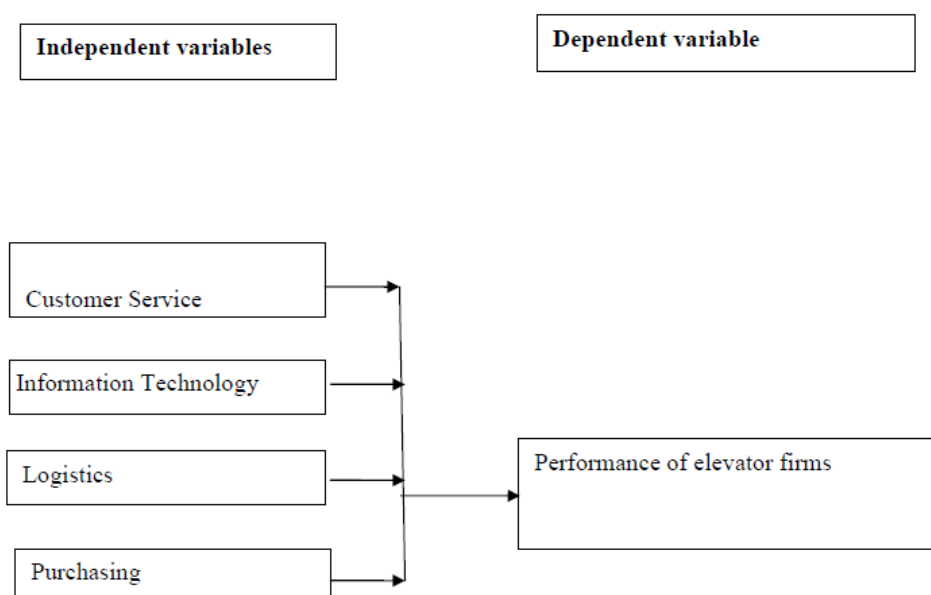 Independent variables
Dependent variable
Customer Service
Information Technology
Logistics
Performance of elevator firms
Purchasing